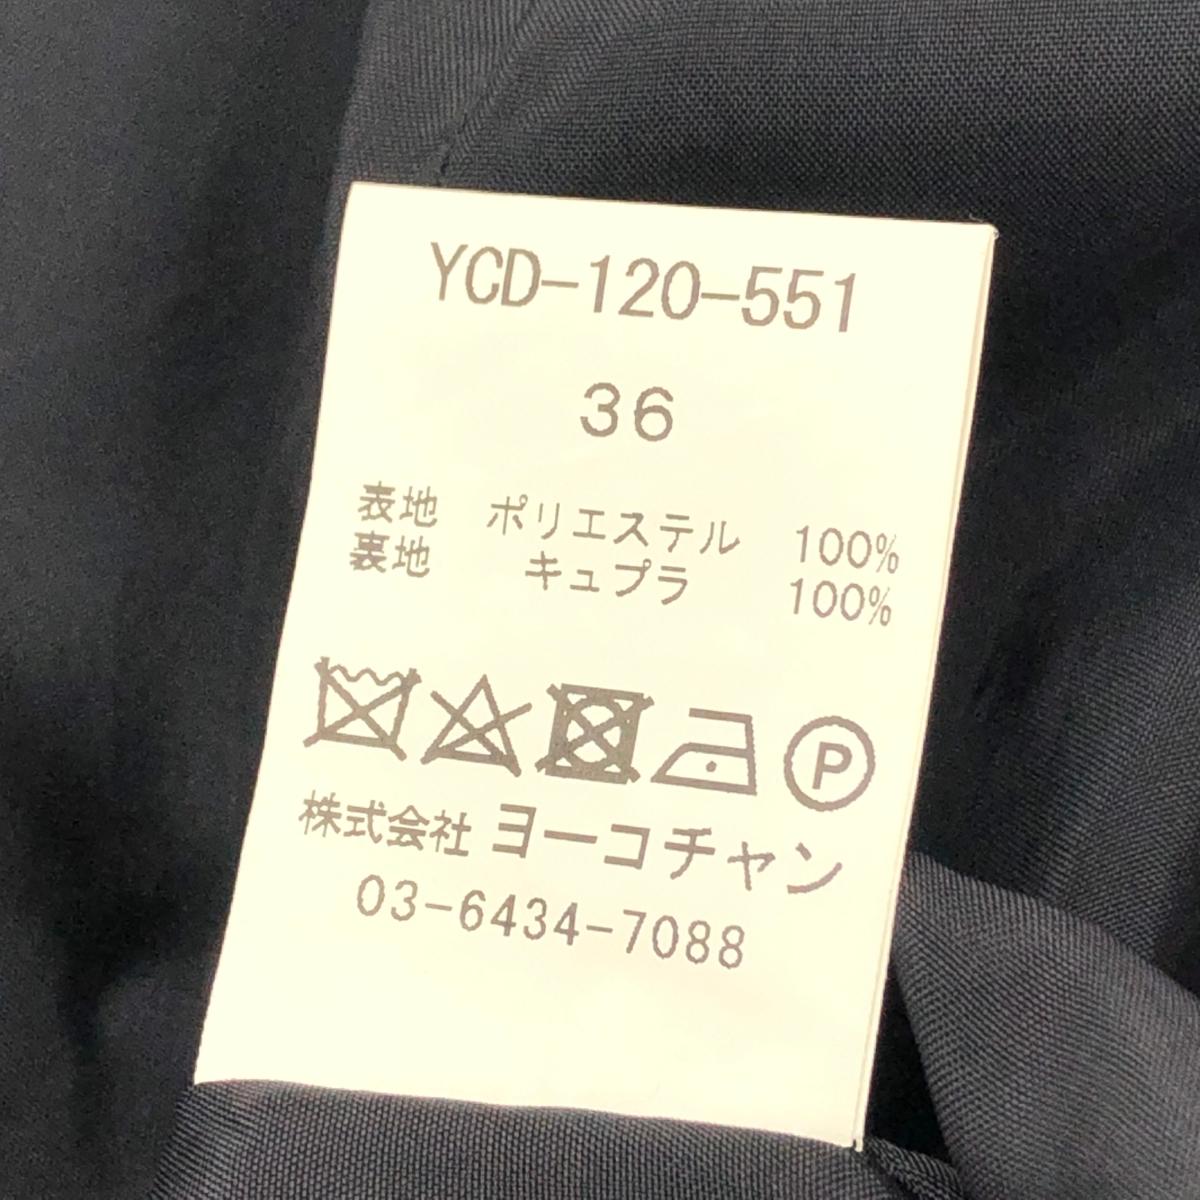 YCD-120-551
36
表地 ポリエステル 100%
裏地 キュプラ 100%
P
株式会社 ヨーコチャン
03-6434-7088